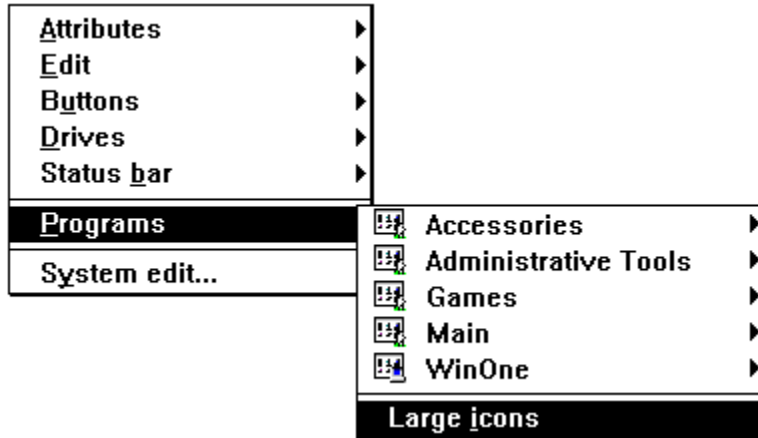 Attributes
Edit
Buttons
Drives
Status bar
Programs
System edit...
Accessories
Administrative Tools
Games
Main
WinOne
Large icons